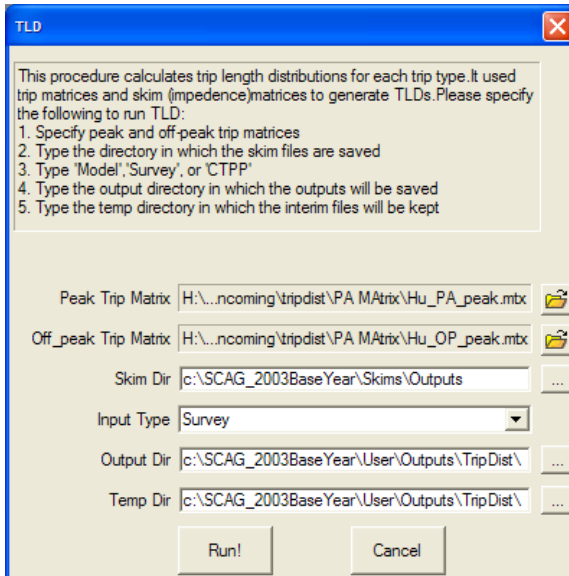 TLD
This procedure calculates trip length distributions for each trip type.It used
trip matrices and skim (impedence)matrices to generate TLDs.Please specify
the following to run TLD:
1. Specify peak and off-peak trip matrices
2. Type the directory in which the skim files are saved
3. Type 'Model','Survey', or 'CTPP'
4. Type the output directory in which the outputs will be saved
5. Type the temp directory in which the interim files will be kept
Peak Trip Matrix H:\...ncoming\tripdist\PA MAtrix\Hu_PA_peak.mtx
Off_peak Trip Matrix H:\...ncoming\tripdist\PA MAtrix\Hu_OP_peak.mtx
Skim Dir c:\SCAG_2003BaseYear\Skims\Outputs ...
Input Type Survey
Output Dir c:\SCAG_2003BaseYear\User\Outputs\TripDist\ ...
Temp Dir c:\SCAG_2003BaseYear\User\Outputs\TripDist\ ...
Run! Cancel